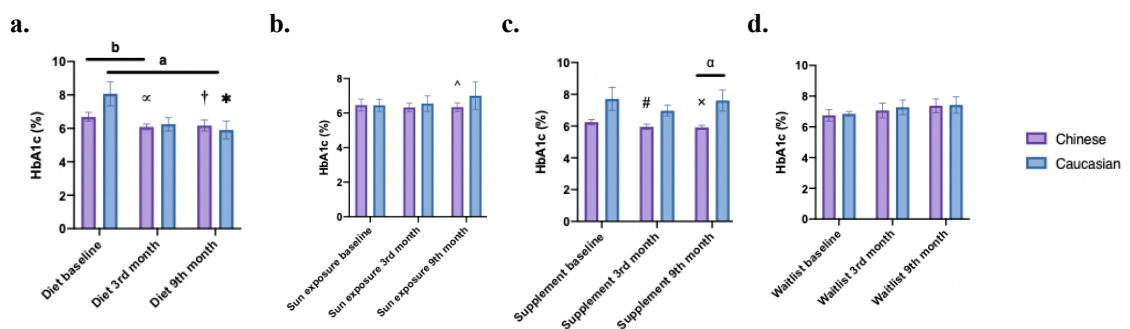 a.
b
a
∝
†
*
HbA1c (%)
10
8
6
4
2
0
Diet baseline
Diet 3rd month
Diet 9th month
b.
^
HbA1c (%)
8
6
4
2
0
Sun exposure baseline
Sun exposure 3rd month
Sun exposure 9th month
c.
α
#
×
HbA1c (%)
10
8
6
4
2
0
Supplement baseline
Supplement 3rd month
Supplement 9th month
d.
HbA1c (%)
10
8
6
4
2
0
Waitlist baseline
Waitlist 3rd month
Waitlist 9th month
Chinese
Caucasian